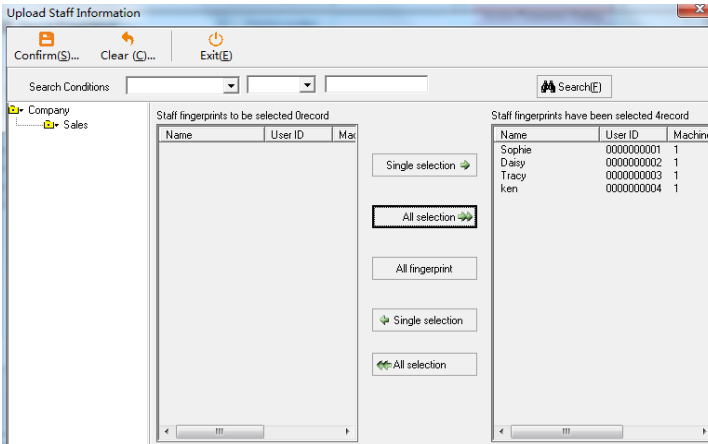 Upload Staff Information
Confirm(S)... Clear (C)... Exit(E)
Search Conditions Search(F)
Company
Sales
Staff fingerprints to be selected 0record
Name User ID Mac
Single selection
All selection
All fingerprint
Single selection
All selection
Staff fingerprints have been selected 4record
Name User ID Machine
Sophie 0000000001 1
Daisy 0000000002 1
Tracy 0000000003 1
ken 0000000004 1